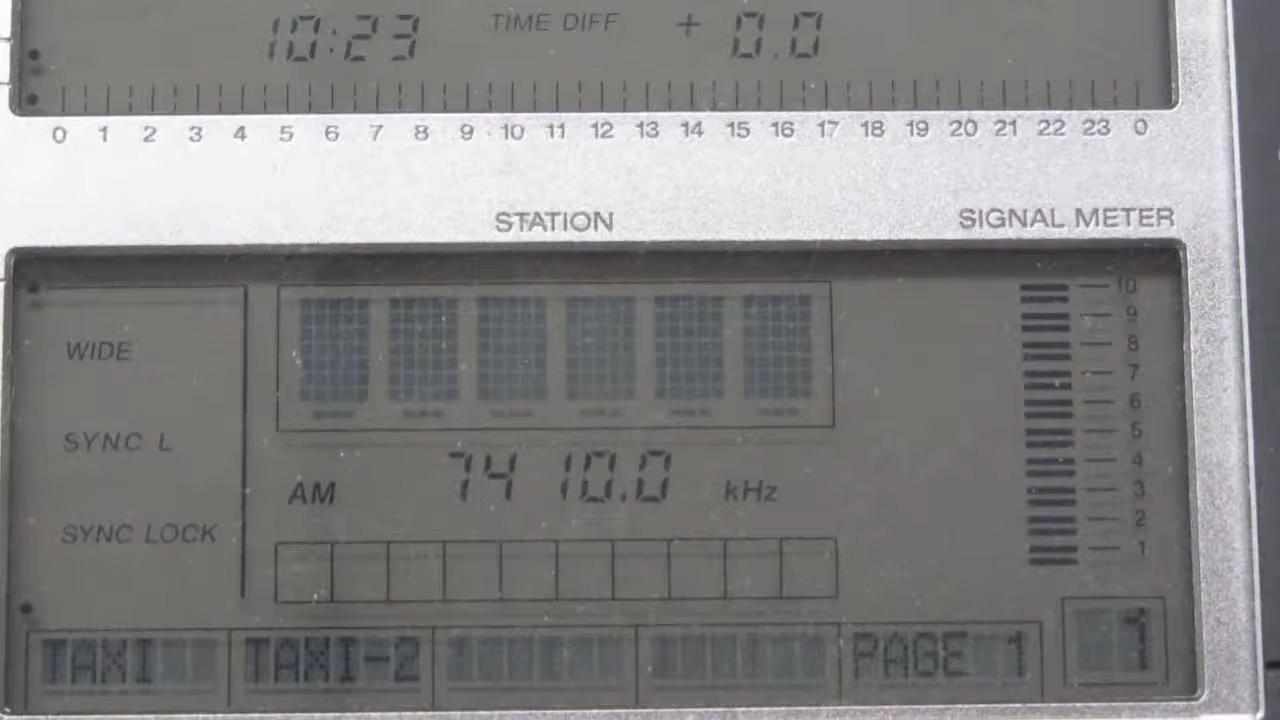 10:23 TIME DIFF + 0.0
0 1 2 3 4 5 6 7 8 9 10 11 12 13 14 15 16 17 18 19 20 21 22 23 0
STATION SIGNAL METER
10
9
WIDE 8
7
6
SYNC L 5
4
AM 7410.0 kHz 3
SYNC LOCK 2
1
TAXI TAXI-2 PAGE 1 1